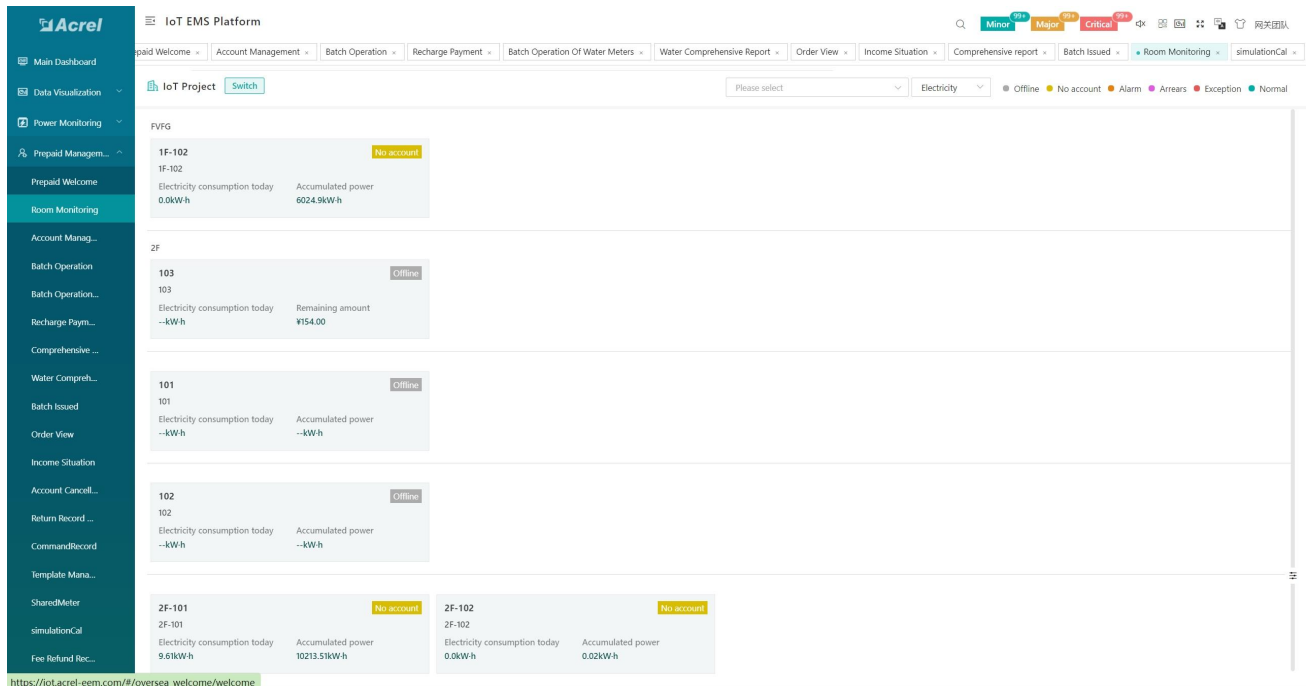 Acrel
IoT EMS Platform
Minor 99+ Major 99+ Critical 99+ 网关团队
epaid Welcome × Account Management × Batch Operation × Recharge Payment × Batch Operation Of Water Meters × Water Comprehensive Report × Order View × Income Situation × Comprehensive report × Batch Issued × Room Monitoring × simulationCal ×
IoT Project Switch Please select Electricity Offline No account Alarm Arrears Exception Normal
Main Dashboard
Data Visualization
Power Monitoring
Prepaid Managem...
Prepaid Welcome
Room Monitoring
Account Manag...
Batch Operation
Batch Operation...
Recharge Paym...
Comprehensive ...
Water Compreh...
Batch Issued
Order View
Income Situation
Account Cancell...
Return Record ...
CommandRecord
Template Mana...
SharedMeter
simulationCal
Fee Refund Rec...
FVFG
1F-102 No account
1F-102
Electricity consumption today Accumulated power
0.0kW·h 6024.9kW·h
2F
103 Offline
103
Electricity consumption today Remaining amount
--kW·h ¥154.00
101 Offline
101
Electricity consumption today Accumulated power
--kW·h --kW·h
102 Offline
102
Electricity consumption today Accumulated power
--kW·h --kW·h
2F-101 No account 2F-102 No account
2F-101 2F-102
Electricity consumption today Accumulated power Electricity consumption today Accumulated power
9.61kW·h 10213.51kW·h 0.0kW·h 0.02kW·h
https://iot.acrel-eem.com/#/oversea_welcome/welcome